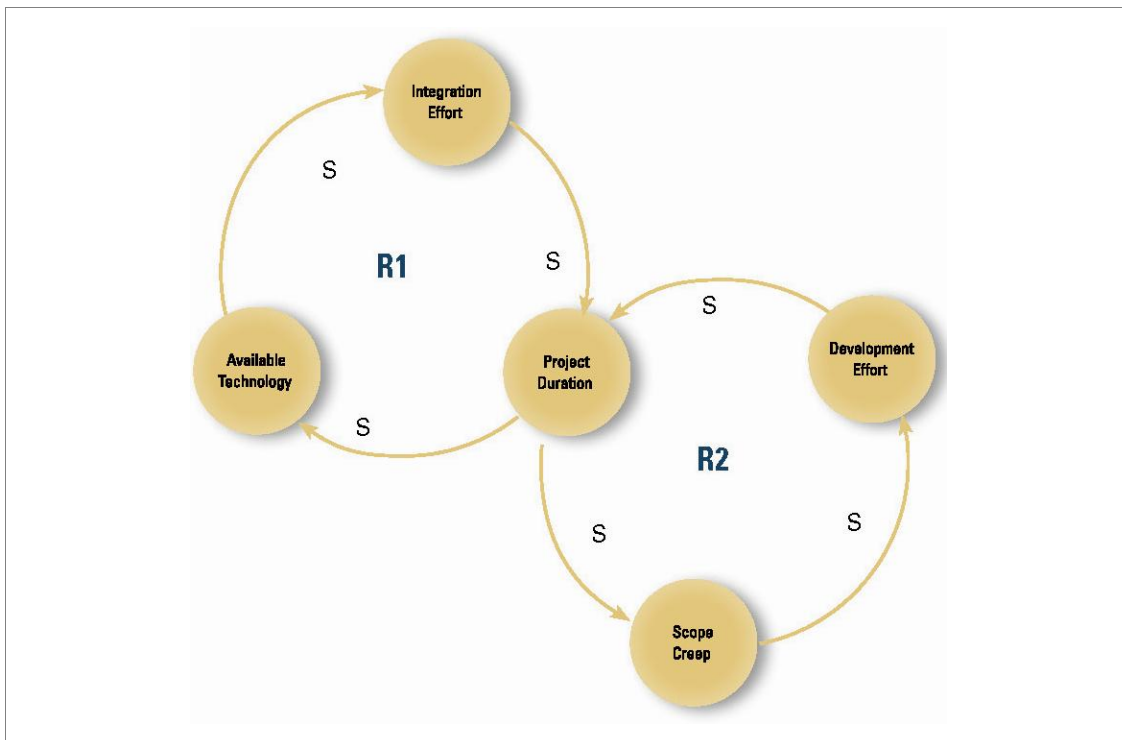 Integration
Effort
S
S
R1
S
Available
Technology
Project
Duration
Development
Effort
S
R2
S
S
Scope
Creep